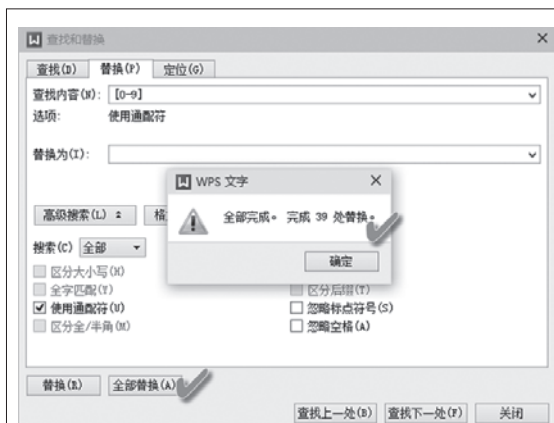 查找和替换
查找(D) 替换(P) 定位(G)
查找内容(N): [0-9]
选项: 使用通配符
替换为(I):
WPS 文字
全部完成。 完成 39 处替换。
确定
高级搜索(L) 格
搜索(C) 全部
区分大小写(H)
全字匹配(Y)
使用通配符(U)
区分全/半角(M)
区分后缀(T)
忽略标点符号(S)
忽略空格(A)
替换(R) 全部替换(A)
查找上一处(B) 查找下一处(F) 关闭